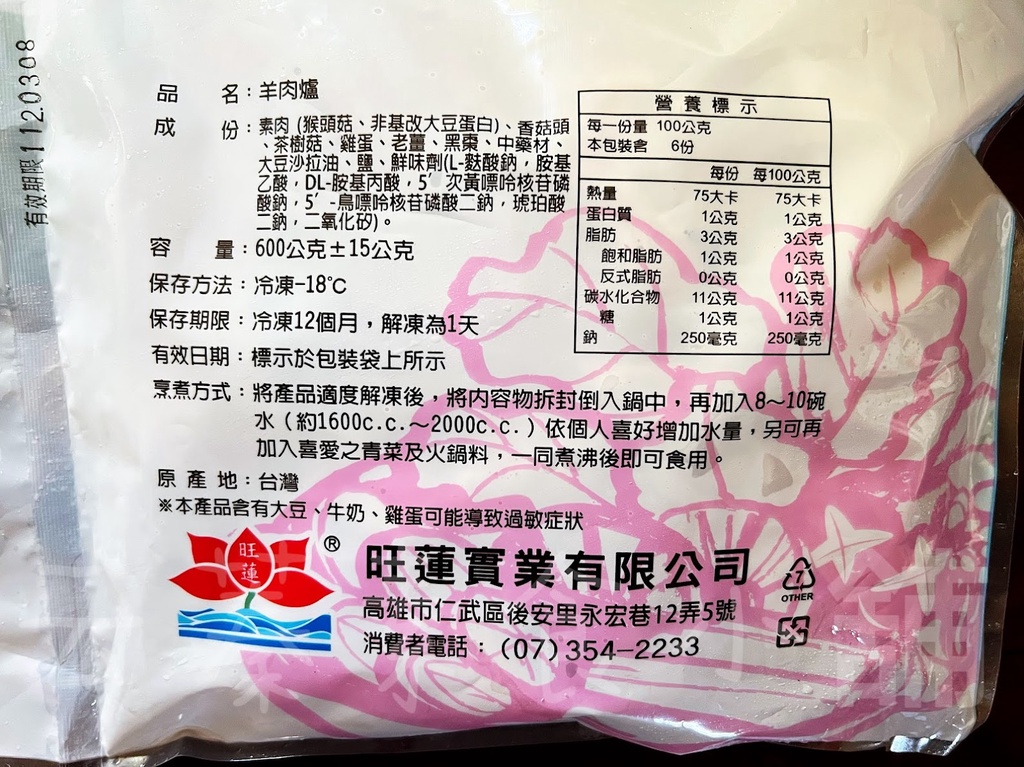 有效期限112.0308
品名：羊肉爐
成份：素肉(猴頭菇、非基改大豆蛋白)、香菇頭
、茶樹菇、雞蛋、老薑、黑棗、中藥材、
大豆沙拉油、鹽、鮮味劑(L-麩酸鈉，胺基
乙酸，DL-胺基丙酸，5’次黃嘌呤核苷磷
酸鈉，5’-鳥嘌呤核苷磷酸二鈉，琥珀酸
二鈉，二氧化矽)。
容量：600公克±15公克
保存方法：冷凍-18℃
保存期限：冷凍12個月，解凍為1天
有效日期：標示於包裝袋上所示
烹煮方式：將產品適度解凍後，將內容物拆封倒入鍋中，再加入8～10碗
水（約1600c.c.～2000c.c.）依個人喜好增加水量，另可再
加入喜愛之青菜及火鍋料，一同煮沸後即可食用。
原產地：台灣
※本產品含有大豆、牛奶、雞蛋可能導致過敏症狀
營養標示
每一份量 100公克
本包裝含 6份
每份 每100公克
熱量 75大卡 75大卡
蛋白質 1公克 1公克
脂肪 3公克 3公克
飽和脂肪 1公克 1公克
反式脂肪 0公克 0公克
碳水化合物 11公克 11公克
糖 1公克 1公克
鈉 250毫克 250毫克
旺蓮
®
旺蓮實業有限公司
高雄市仁武區後安里永宏巷12弄5號
消費者電話：(07)354-2233
7
OTHER